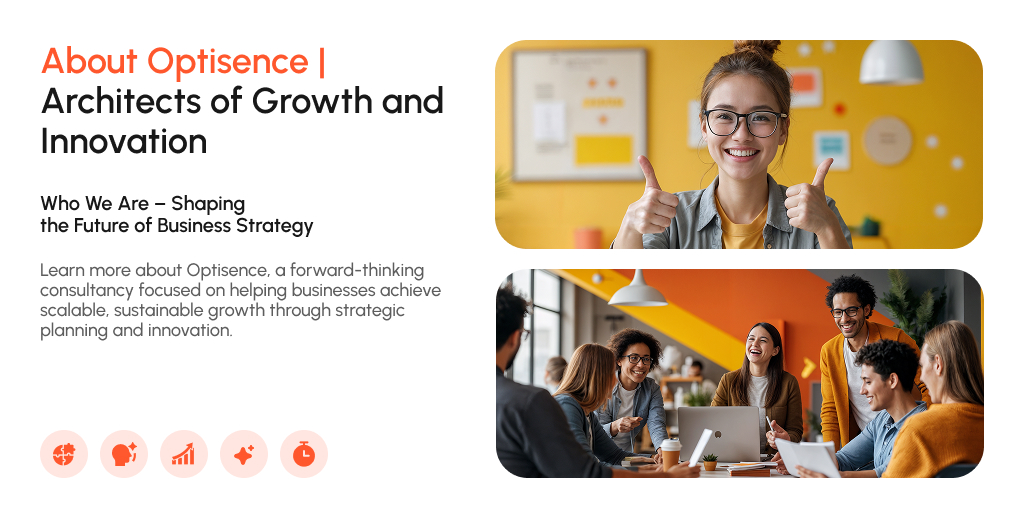 About Optisence |
Architects of Growth and
Innovation
Who We Are – Shaping
the Future of Business Strategy
Learn more about Optisence, a forward-thinking
consultancy focused on helping businesses achieve
scalable, sustainable growth through strategic
planning and innovation.